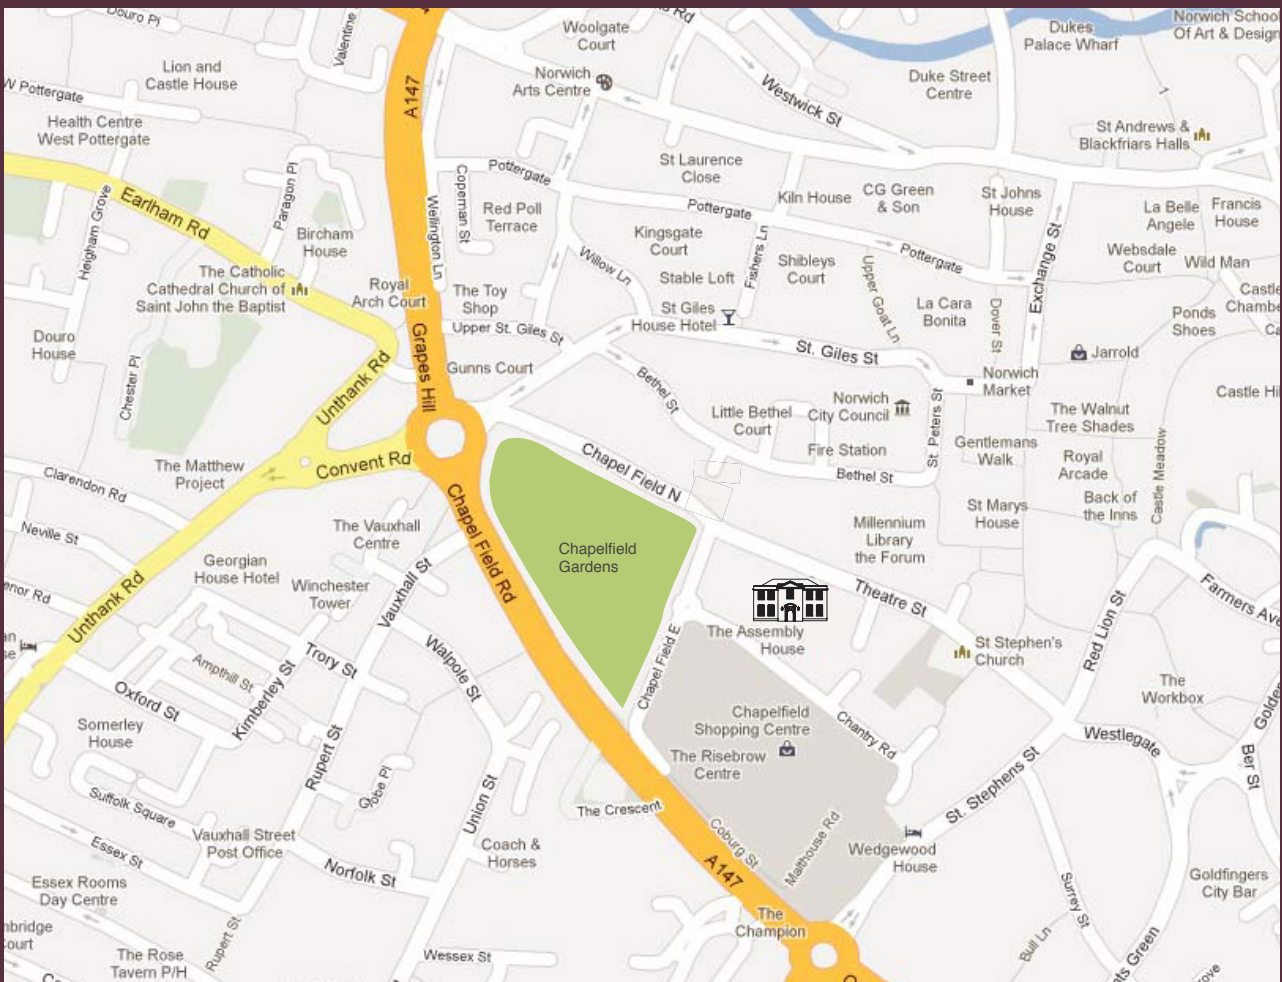 Douro Pl
Valentine
Woolgate
Court
Rd
Dukes
Palace Wharf
Norwich School
Of Art & Design
Lion and
Castle House
A147
Norwich
Arts Centre
Westwick St
Duke Street
Centre
W Pottergate
Health Centre
West Pottergate
St Andrews &
Blackfriars Halls
Earlham Rd
Paragon Pl
Heigham Grove
Copeman St
Wellington Ln
Pottergate
St Laurence
Close
Kiln House
CG Green
& Son
St Johns
House
La Belle
Angele
Francis
House
Red Poll
Terrace
Pottergate
Bircham
House
Kingsgate
Court
Fishers Ln
Shibleys
Court
Pottergate
Upper Goat Ln
Exchange St
Websdale
Court
Wild Man
The Catholic
Cathedral Church of
Saint John the Baptist
Royal
Arch Court
The Toy
Shop
Willow Ln
Stable Loft
St Giles
House Hotel
La Cara
Bonita
Dover St
Ponds
Shoes
Castle
Douro
House
Chester Pl
Unthank Rd
Grapes Hill
Upper St. Giles St
Gunns Court
St. Giles St
Jarrold
Norwich
Market
Castle
Bethel St
Little Bethel
Court
Norwich
City Council
Fire Station
St. Peters St
The Walnut
Tree Shades
Gentlemans
Walk
Royal
Arcade
Castle Meadow
The Matthew
Project
Convent Rd
Clarendon Rd
Chapel Field N
Bethel St
Back of
the Inns
St Marys
House
Neville St
The Vauxhall
Centre
Chapel Field Rd
Chapelfield
Gardens
Millennium
Library
the Forum
Georgian
House Hotel
Winchester
Tower
Vauxhall St
Unthank Rd
Theatre St
Red Lion St
Farmers Ave
The Assembly
House
St Stephen's
Church
Chapel Field E
Ampthill St
Trory St
Kimberley St
Walpole St
Oxford St
Somerley
House
Rupert St
Chapelfield
Shopping Centre
The Risebrow
Centre
Chantry Rd
The
Workbox
Westlegate
Golden
Ber St
Suffolk Square
Globe Pl
Union St
The Crescent
St. Stephens St
Vauxhall Street
Post Office
Essex St
Norfolk St
Coach &
Horses
Coburg St
A147
Malthouse Rd
Wedgewood
House
Surrey St
Goldfingers
City Bar
Essex Rooms
Day Centre
The
Champion
Rupert St
The Rose
Tavern P/H
Wessex St
Bull Ln
Green